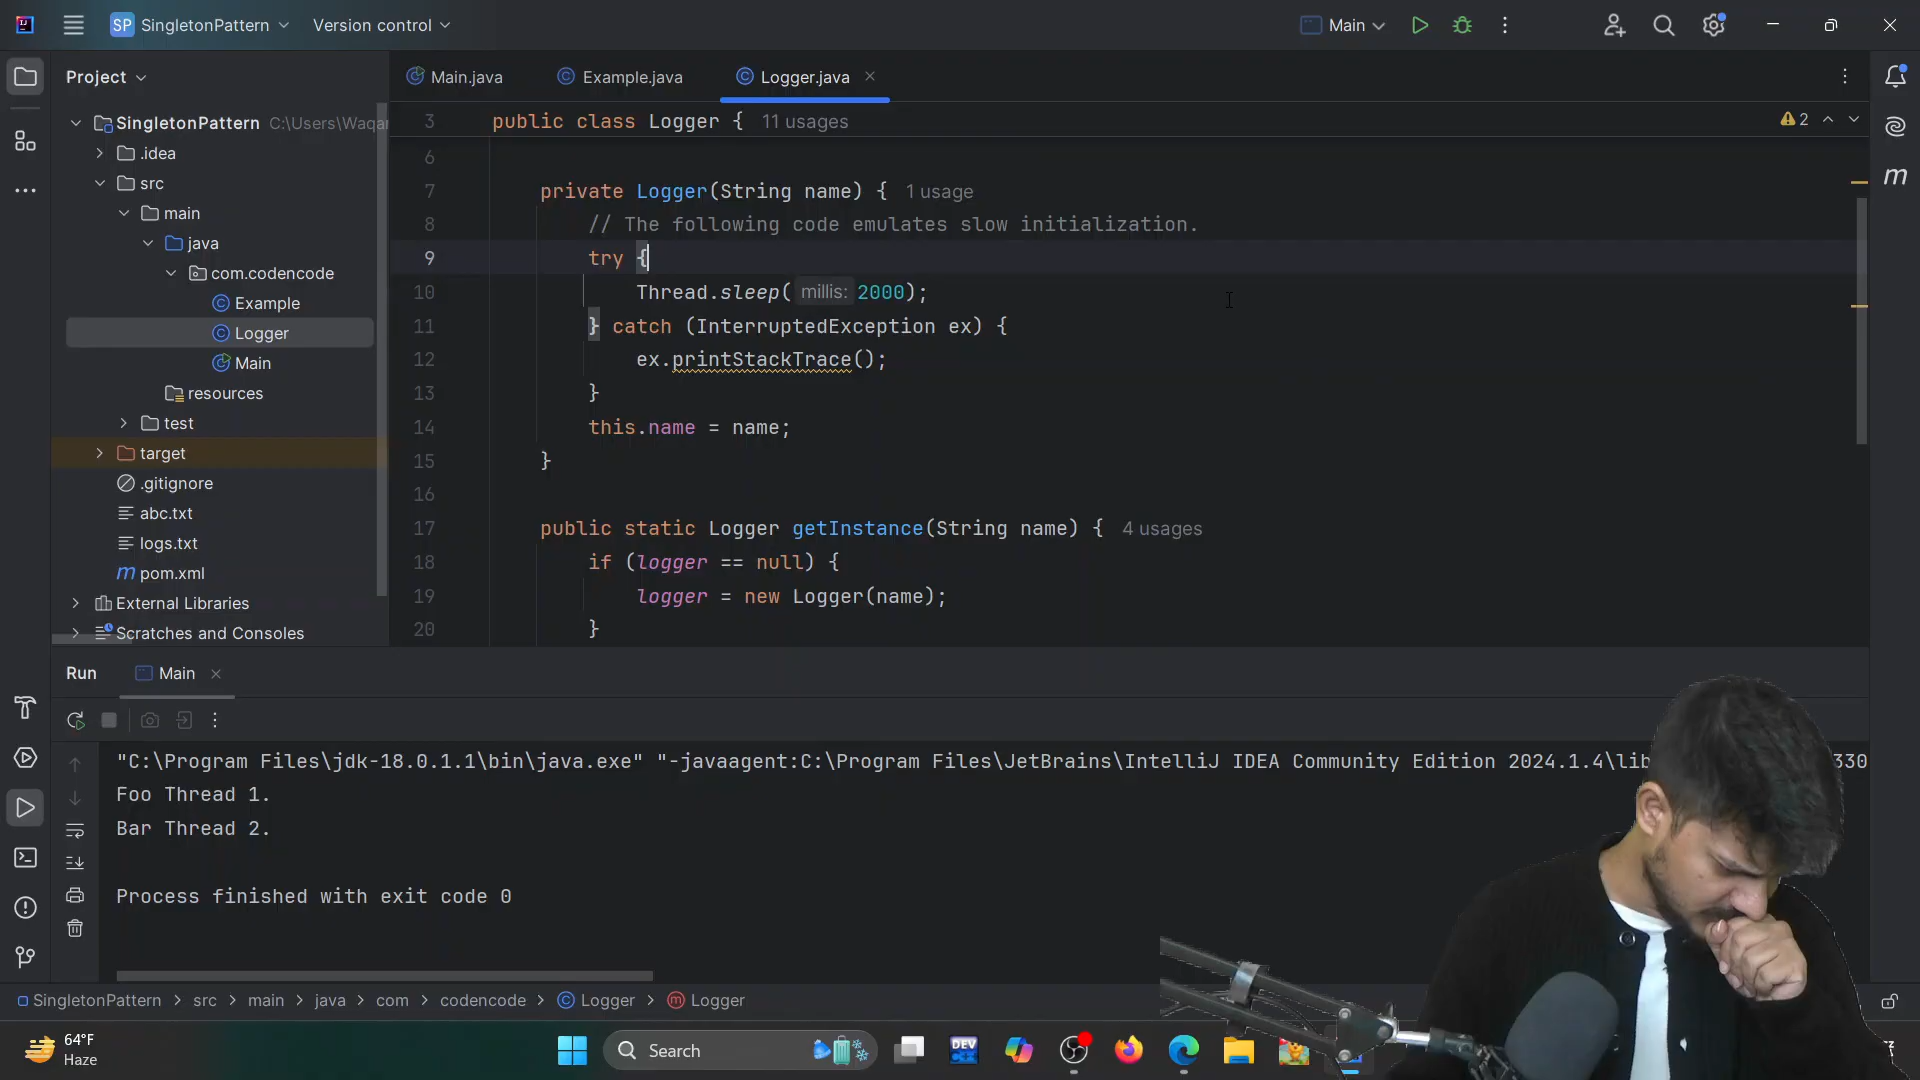 SP SingletonPattern Version control Main
Project
Main.java Example.java Logger.java
SingletonPattern C:\Users\Waqar
.idea
src
main
java
com.codencode
Example
Logger
Main
resources
test
target
.gitignore
abc.txt
logs.txt
m pom.xml
External Libraries
Scratches and Consoles
3 public class Logger { 11 usages
2
6
7 private Logger(String name) { 1 usage
8 // The following code emulates slow initialization.
9 try {
10 Thread.sleep( millis: 2000);
11 } catch (InterruptedException ex) {
12 ex.printStackTrace();
13 }
14 this.name = name;
15 }
16
17 public static Logger getInstance(String name) { 4 usages
18 if (logger == null) {
19 logger = new Logger(name);
20 }
Run Main
"C:\Program Files\jdk-18.0.1.1\bin\java.exe" "-javaagent:C:\Program Files\JetBrains\IntelliJ IDEA Community Edition 2024.1.4\lib 330
Foo Thread 1.
Bar Thread 2.
Process finished with exit code 0
SingletonPattern > src > main > java > com > codencode > Logger > Logger
64°F
Haze
Search
DEV